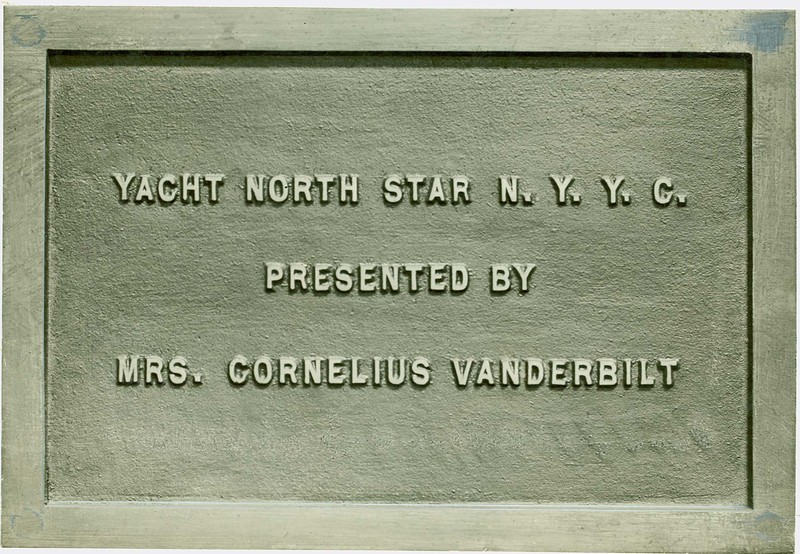 YACHT NORTH STAR N. Y. Y. C.
PRESENTED BY
MRS. CORNELIUS VANDERBILT